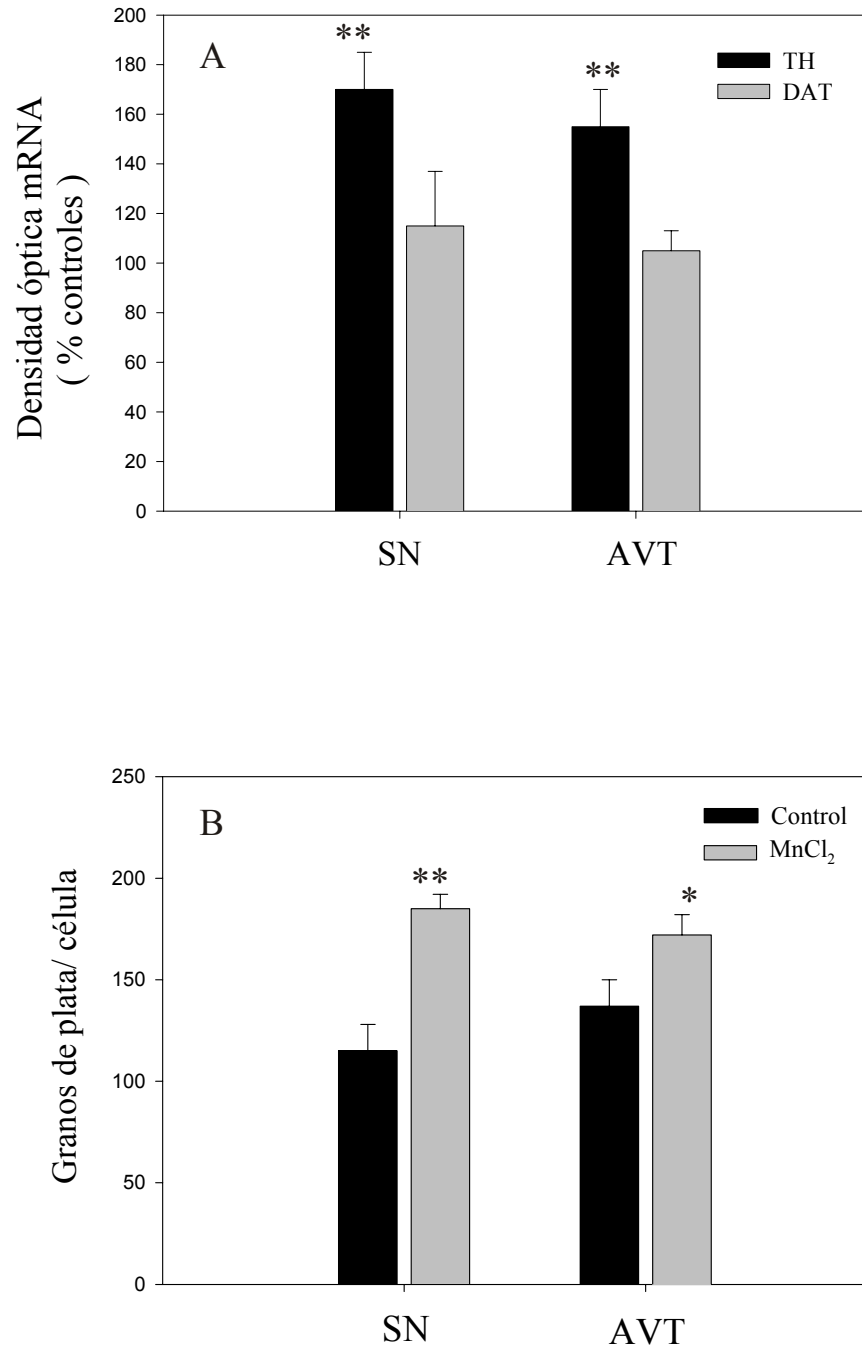 A
** 
**
TH
DAT
Densidad óptica mRNA
( % controles )
200
180
160
140
120
100
80
60
40
20
0
SN AVT
B
**
*
Control
MnCl₂
Granos de plata/ célula
250
200
150
100
50
0
SN AVT